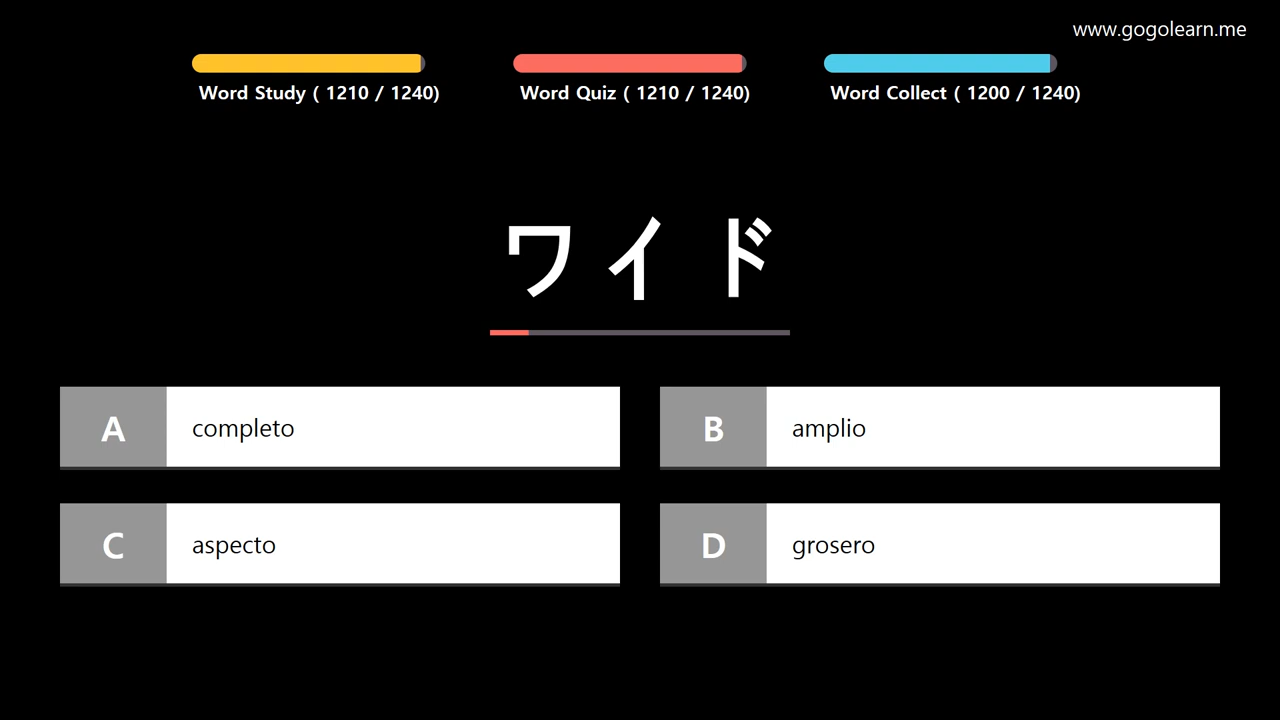 www.gogolearn.me
Word Study ( 1210 / 1240)
Word Quiz ( 1210 / 1240)
Word Collect ( 1200 / 1240)
ワイド
A completo
B amplio
C aspecto
D grosero